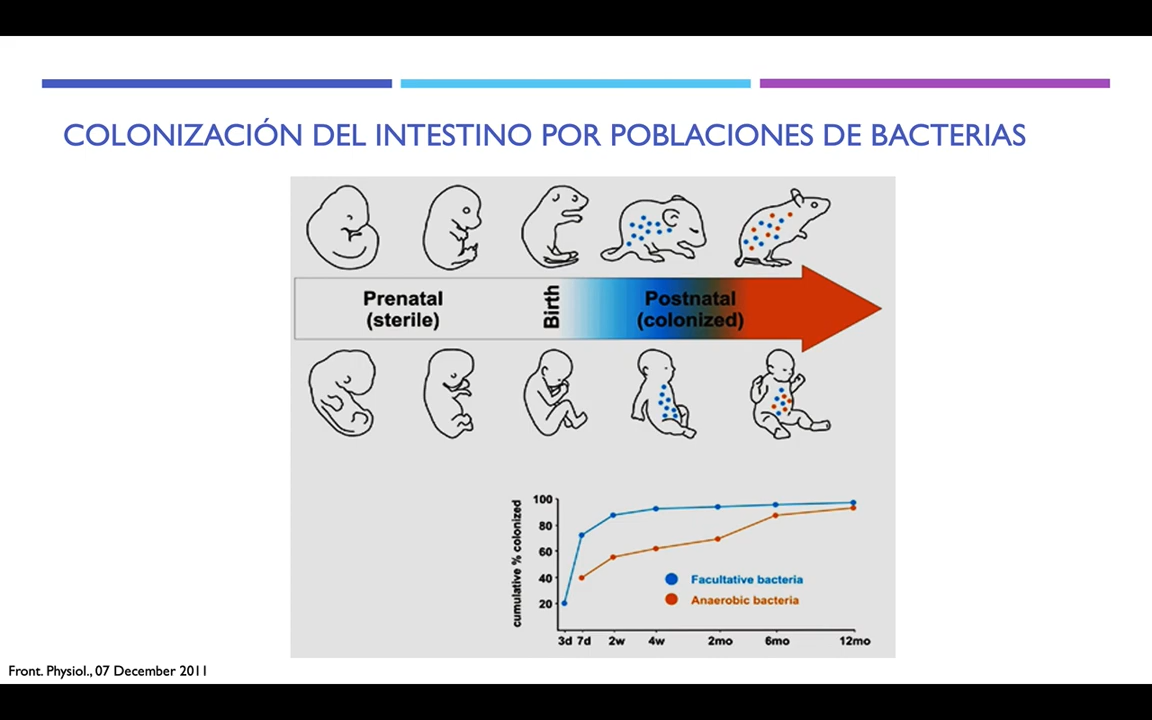 COLONIZACIÓN DEL INTESTINO POR POBLACIONES DE BACTERIAS
Prenatal
(sterile)
Birth
Postnatal
(colonized)
cumulative % colonized
100
80
60
40
20
Facultative bacteria
Anaerobic bacteria
3d 7d 2w 4w 2mo 6mo 12mo
Front. Physiol., 07 December 2011